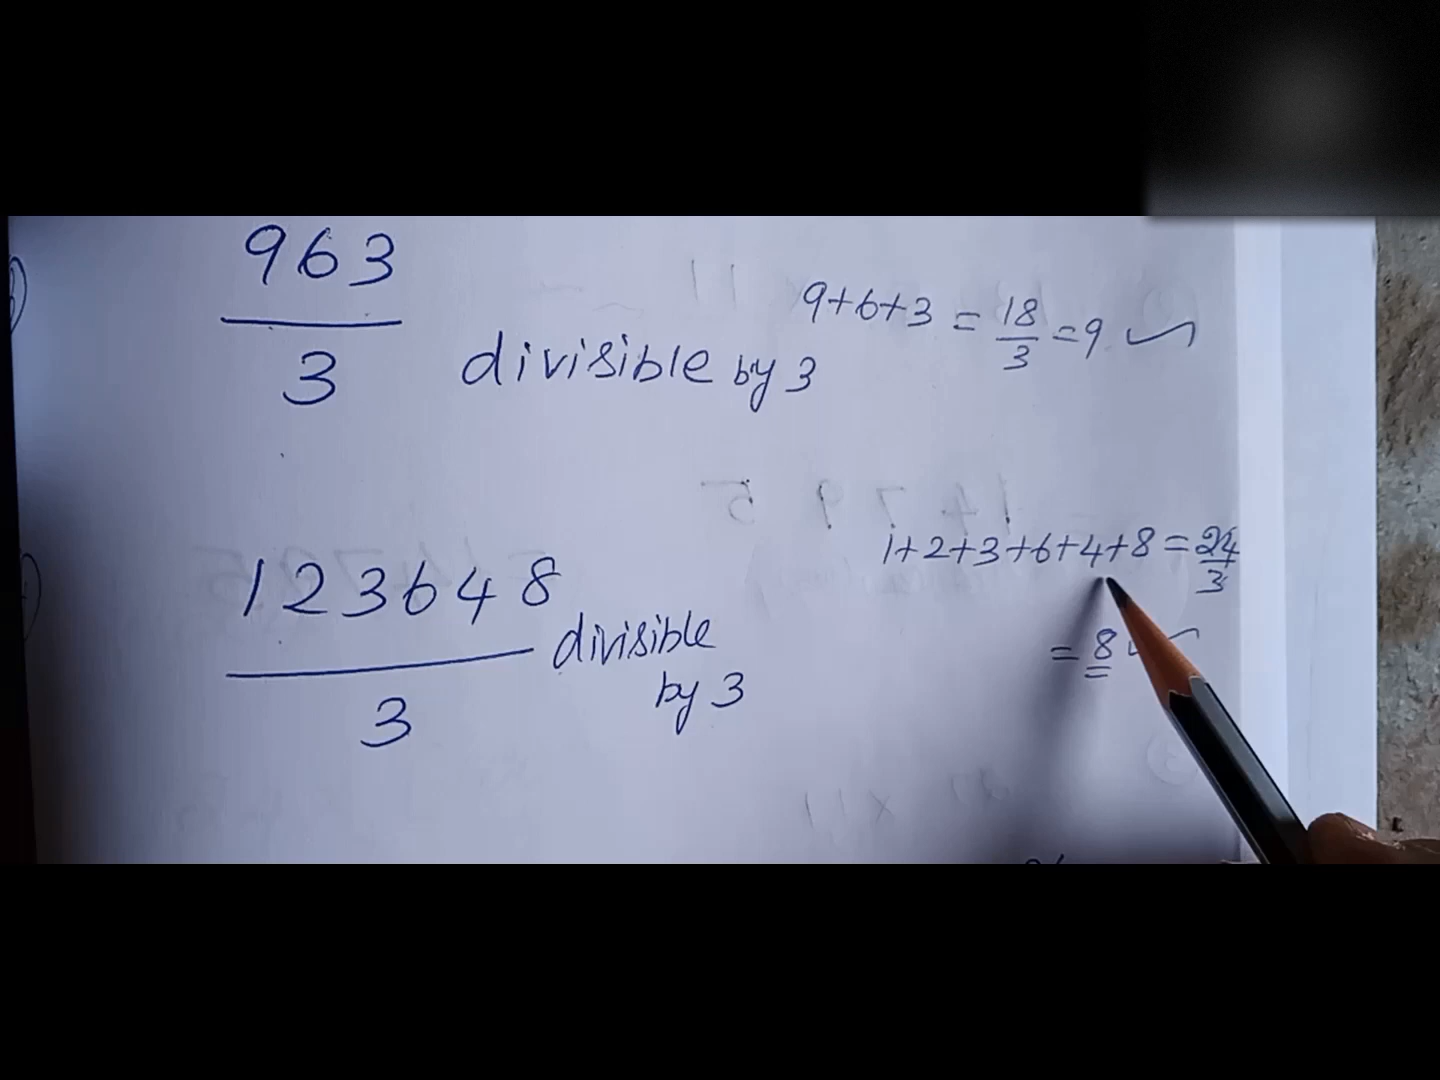 963
9+6+3 = 18/3 = 9
3
divisible by 3
1+2+3+6+4+8 = 24/3
123648
= 8
divisible
by 3
3